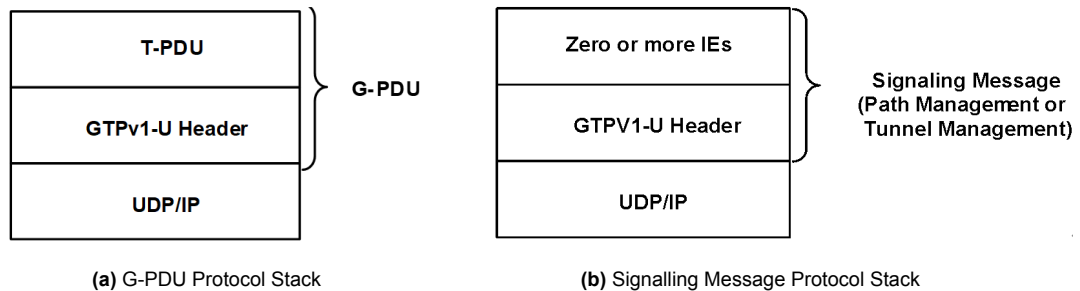 T-PDU
GTPv1-U Header
UDP/IP
G-PDU
(a) G-PDU Protocol Stack
Zero or more IEs
GTPV1-U Header
UDP/IP
Signaling Message
(Path Management or
Tunnel Management)
(b) Signalling Message Protocol Stack